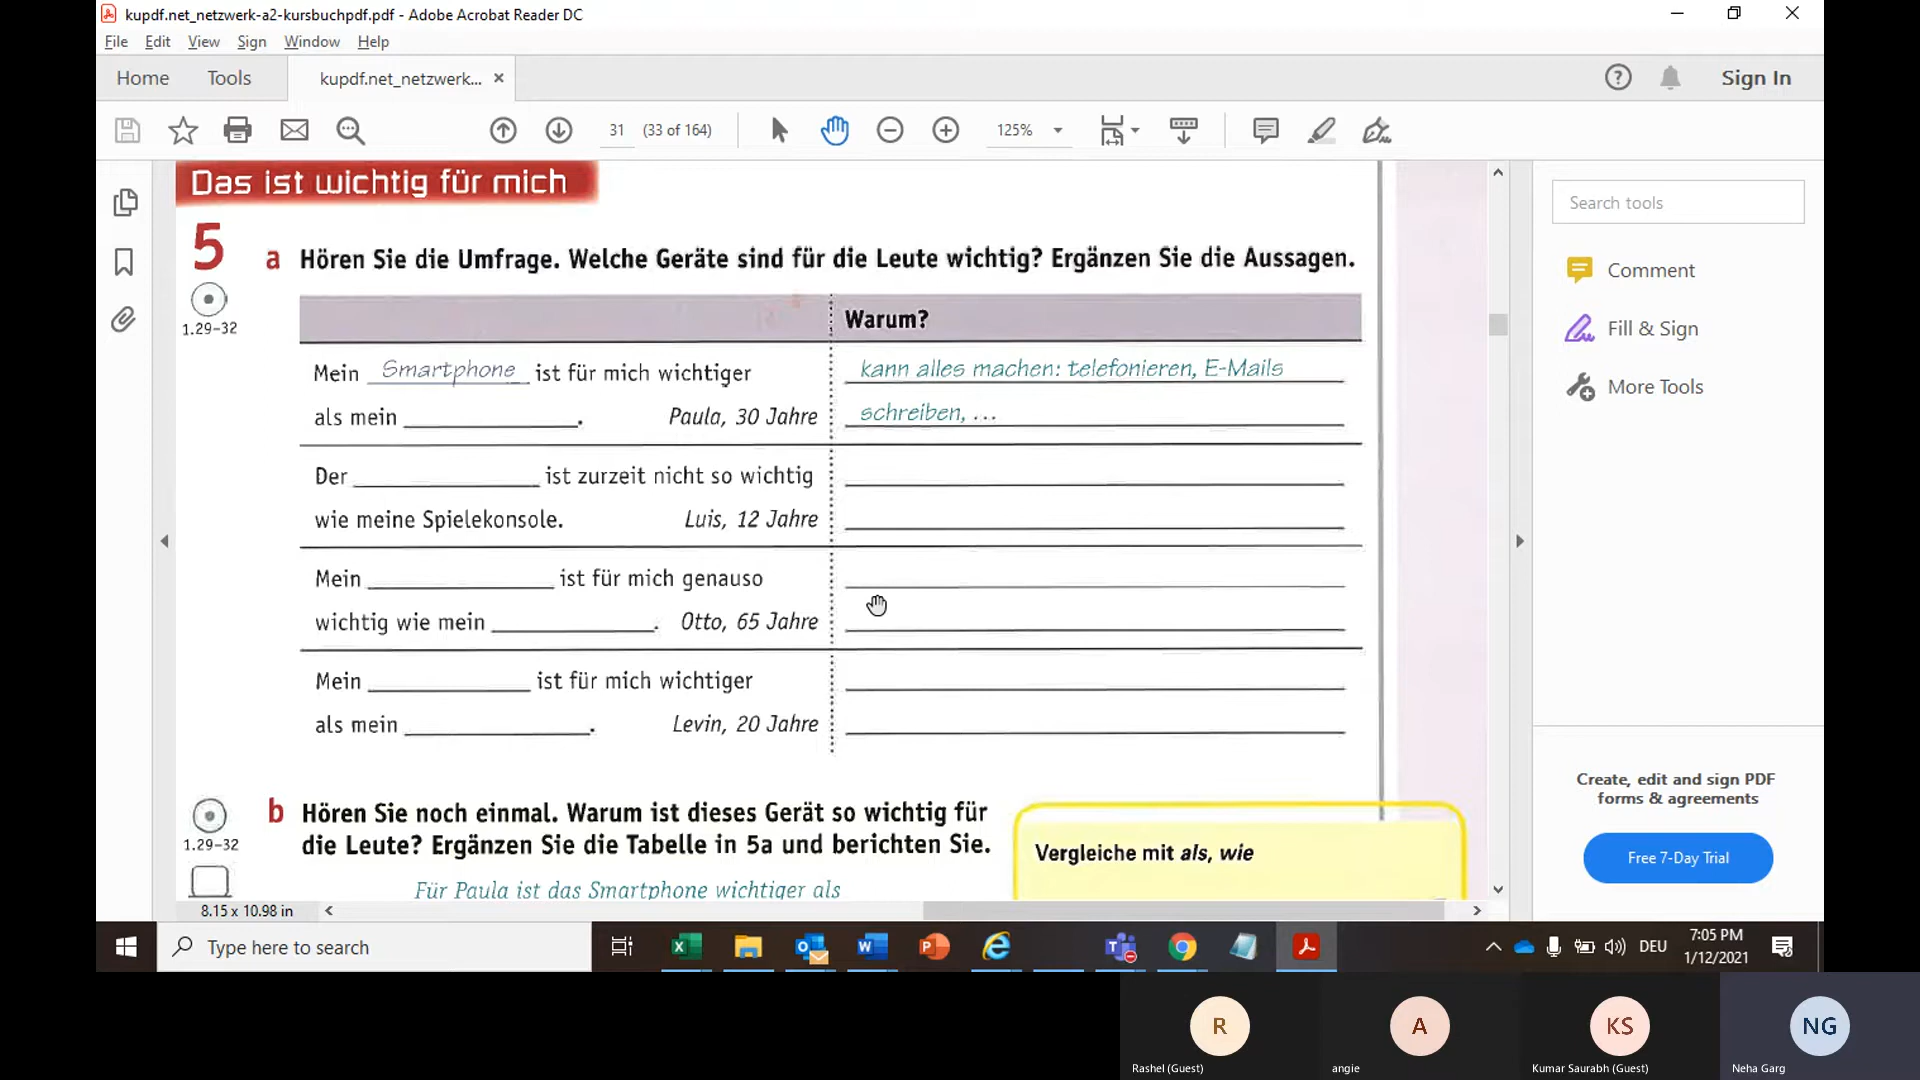 kupdf.net_netzwerk-a2-kursbuchpdf.pdf - Adobe Acrobat Reader DC
File Edit View Sign Window Help
Home Tools kupdf.net_netzwerk... × Sign In
31 (33 of 164) 125%
Das ist wichtig für mich
Search tools
5 a Hören Sie die Umfrage. Welche Geräte sind für die Leute wichtig? Ergänzen Sie die Aussagen.
1.29-32
Warum?
Mein Smartphone ist für mich wichtiger
als mein ____________. Paula, 30 Jahre
kann alles machen: telefonieren, E-Mails
schreiben, ...
Der ____________ ist zurzeit nicht so wichtig
wie meine Spielekonsole. Luis, 12 Jahre
Mein ____________ ist für mich genauso
wichtig wie mein ____________. Otto, 65 Jahre
Mein ____________ ist für mich wichtiger
als mein ____________. Levin, 20 Jahre
b Hören Sie noch einmal. Warum ist dieses Gerät so wichtig für
die Leute? Ergänzen Sie die Tabelle in 5a und berichten Sie.
1.29-32
Für Paula ist das Smartphone wichtiger als
Vergleiche mit als, wie
Comment
Fill & Sign
More Tools
Create, edit and sign PDF
forms & agreements
Free 7-Day Trial
8.15 x 10.98 in
Type here to search
DEU
7:05 PM
1/12/2021
R A KS NG
Rashel (Guest) angie Kumar Saurabh (Guest) Neha Garg